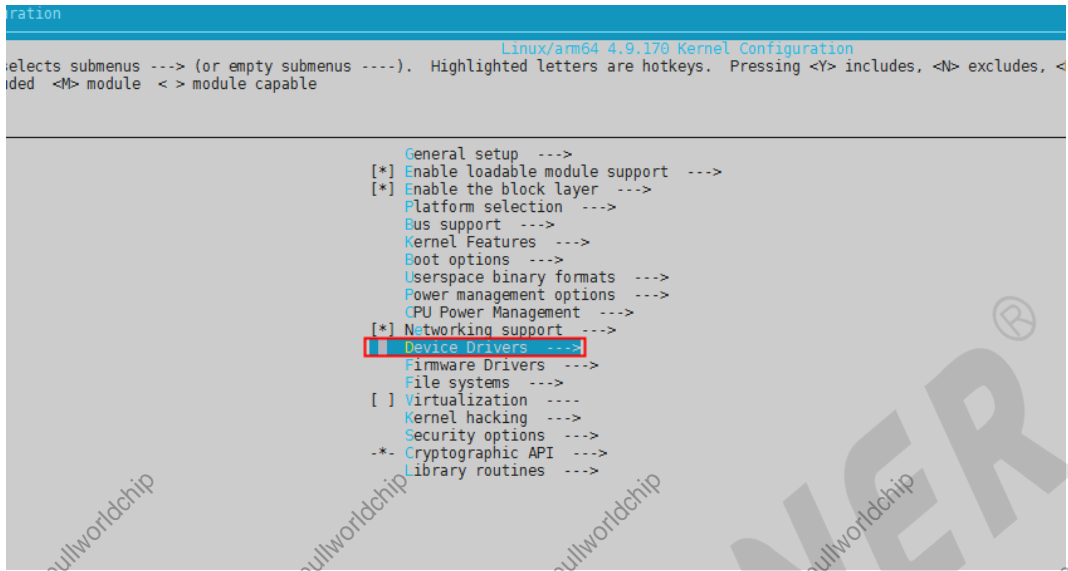 uration
Linux/arm64 4.9.170 Kernel Configuration
selects submenus ---> (or empty submenus ----).  Highlighted letters are hotkeys.  Pressing <Y> includes, <N> excludes, <
uded  <M> module  < > module capable
General setup  --->
[*] Enable loadable module support  --->
[*] Enable the block layer  --->
Platform selection  --->
Bus support  --->
Kernel Features  --->
Boot options  --->
Userspace binary formats  --->
Power management options  --->
CPU Power Management  --->
[*] Networking support  --->
Device Drivers  --->
Firmware Drivers  --->
File systems  --->
[ ] Virtualization  ----
Kernel hacking  --->
Security options  --->
-*- Cryptographic API  --->
Library routines  --->
ullworldchip
ullworldchip
ullworldchip
ullworldchip
NER®